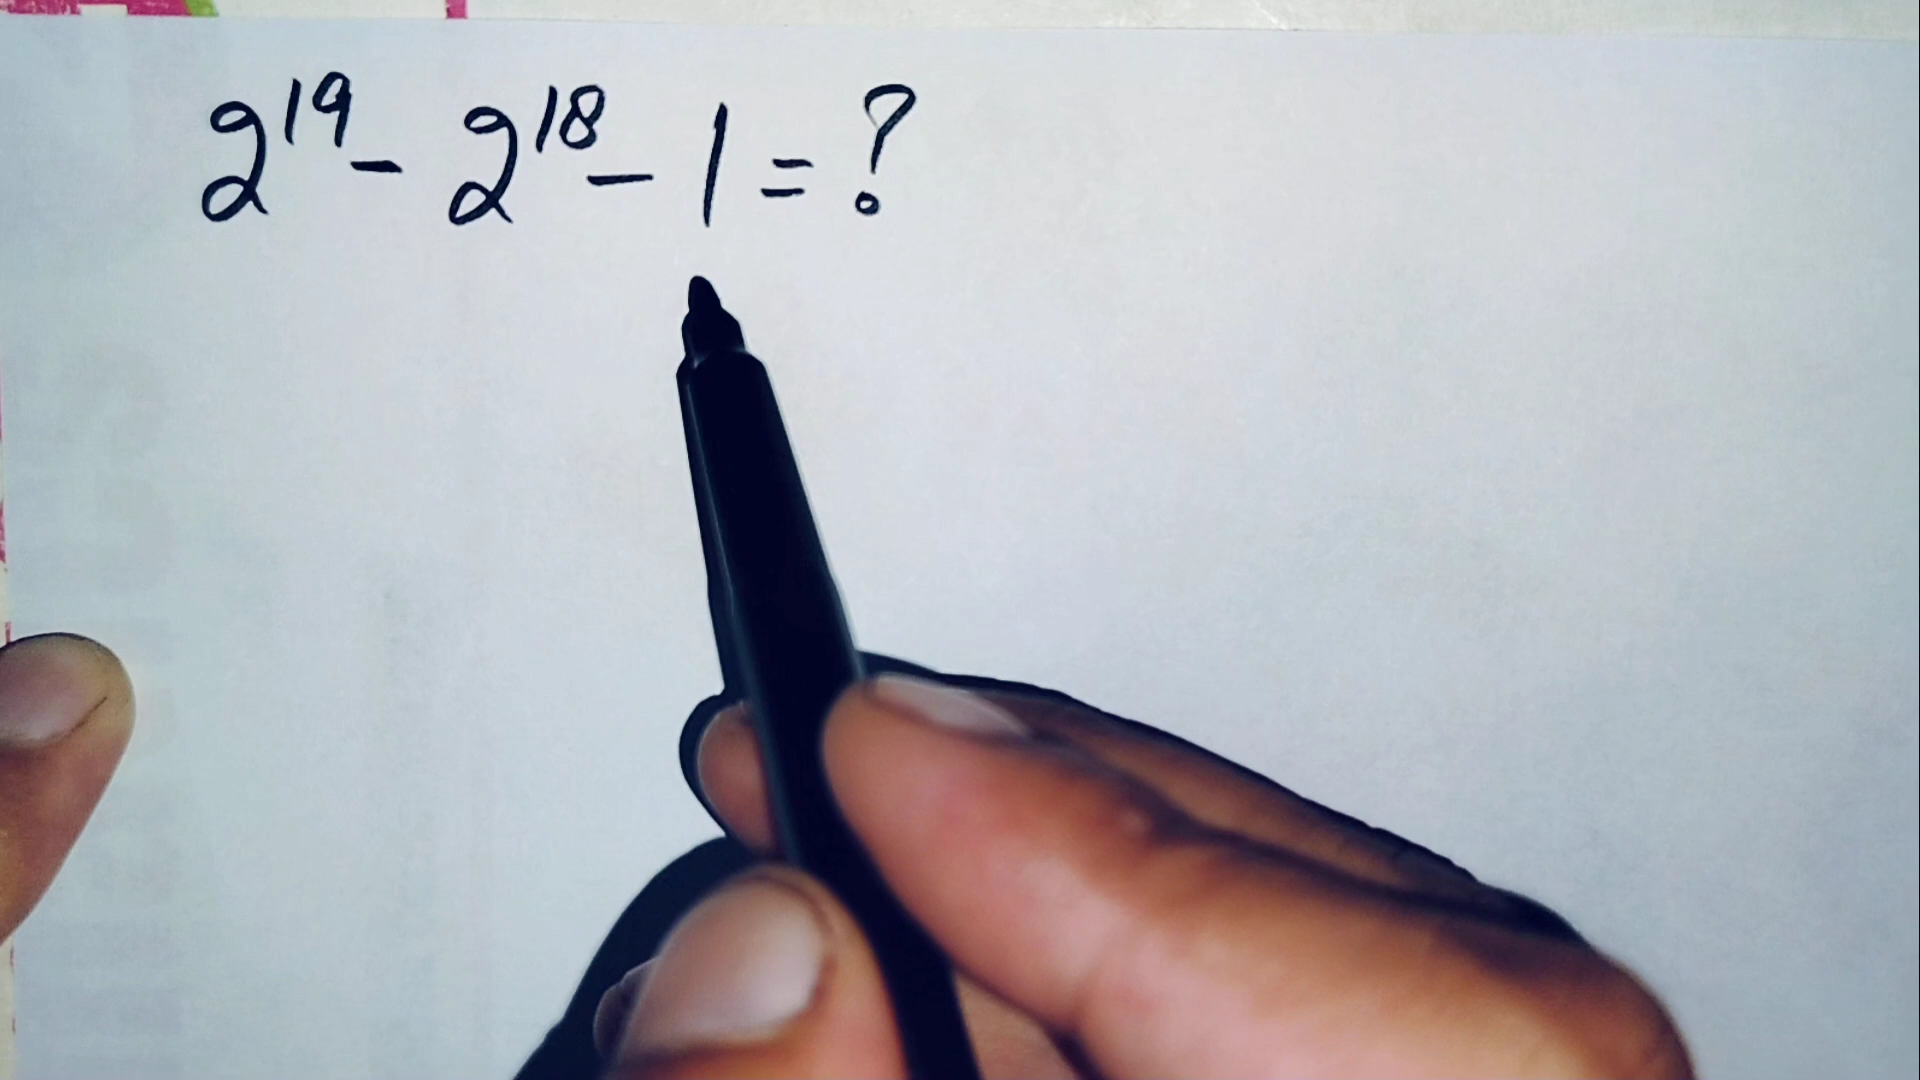 2¹⁹ - 2¹⁸ - 1 = ?